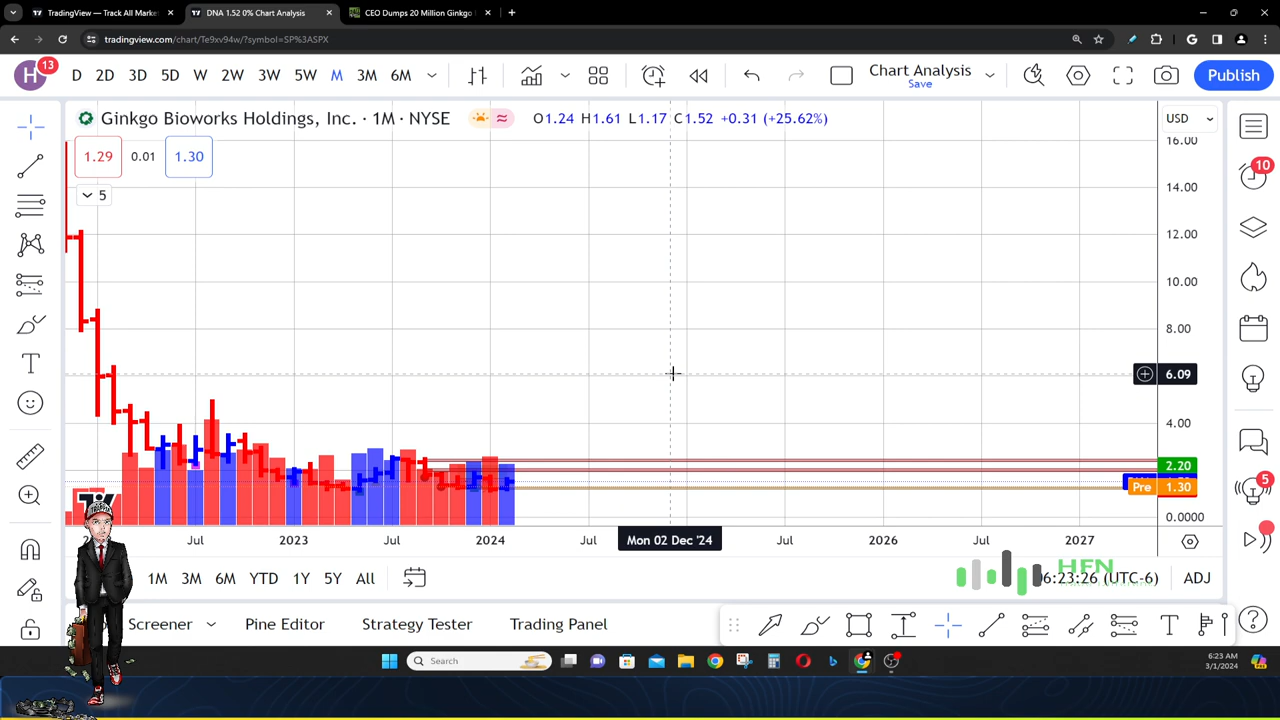 TradingView — Track All Mar
DNA 1.52 0% Chart Analysis
CEO Dumps 20 Million Ginkgo
tradingview.com/chart/Te9xv94w/?symbol=SP%3ASPX
H
13
D
2D
3D
5D
W
2W
3W
5W
M
3M
6M
Chart Analysis
Save
Publish
Ginkgo Bioworks Holdings, Inc. · 1M · NYSE
O1.24 H1.61 L1.17 C1.52 +0.31 (+25.62%)
USD
1.29
0.01
1.30
5
16.00
14.00
12.00
10.00
8.00
6.09
4.00
2.20
Pre 1.30
0.0000
10
5
Jul
2023
Jul
2024
Jul
Mon 02 Dec '24
Jul
2026
Jul
2027
1M
3M
6M
YTD
1Y
5Y
All
HFN
06:23:26 (UTC-6)
ADJ
Screener
Pine Editor
Strategy Tester
Trading Panel
Search
6:23 AM
3/1/2024